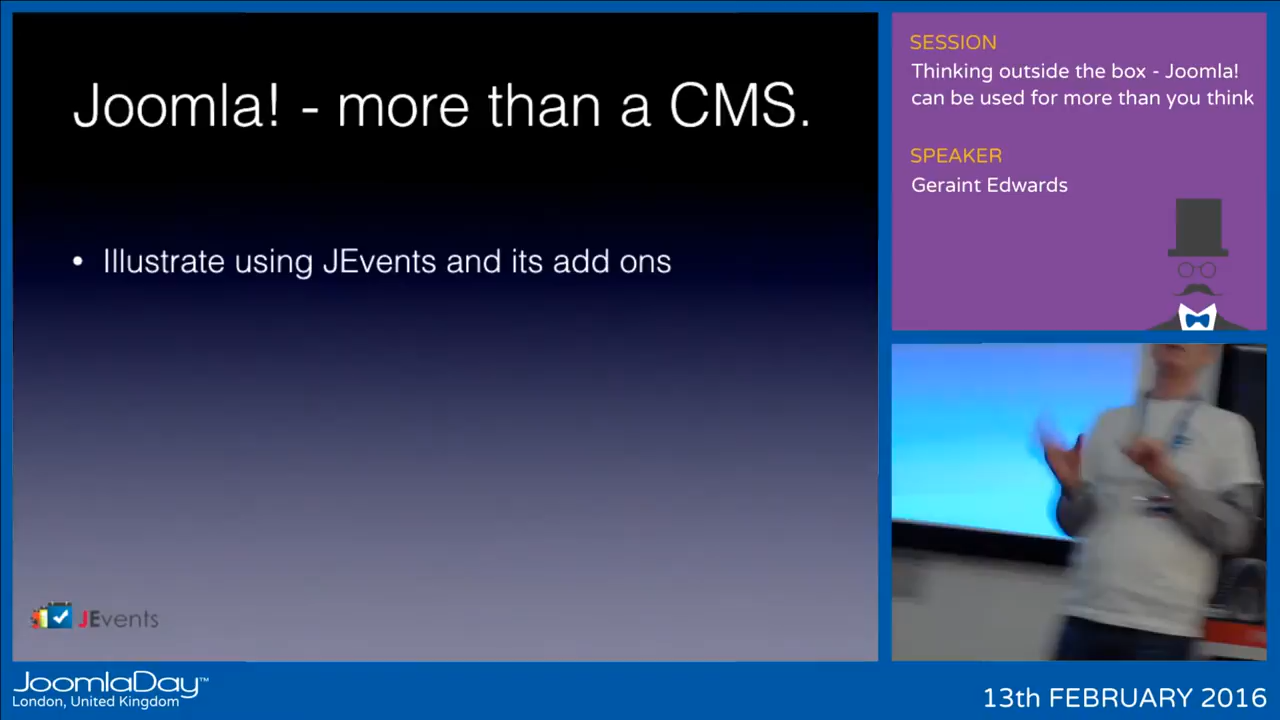 Joomla! - more than a CMS.
• Illustrate using JEvents and its add ons
JEvents
SESSION
Thinking outside the box - Joomla!
can be used for more than you think
SPEAKER
Geraint Edwards
JoomlaDay™
London, United Kingdom
13th FEBRUARY 2016